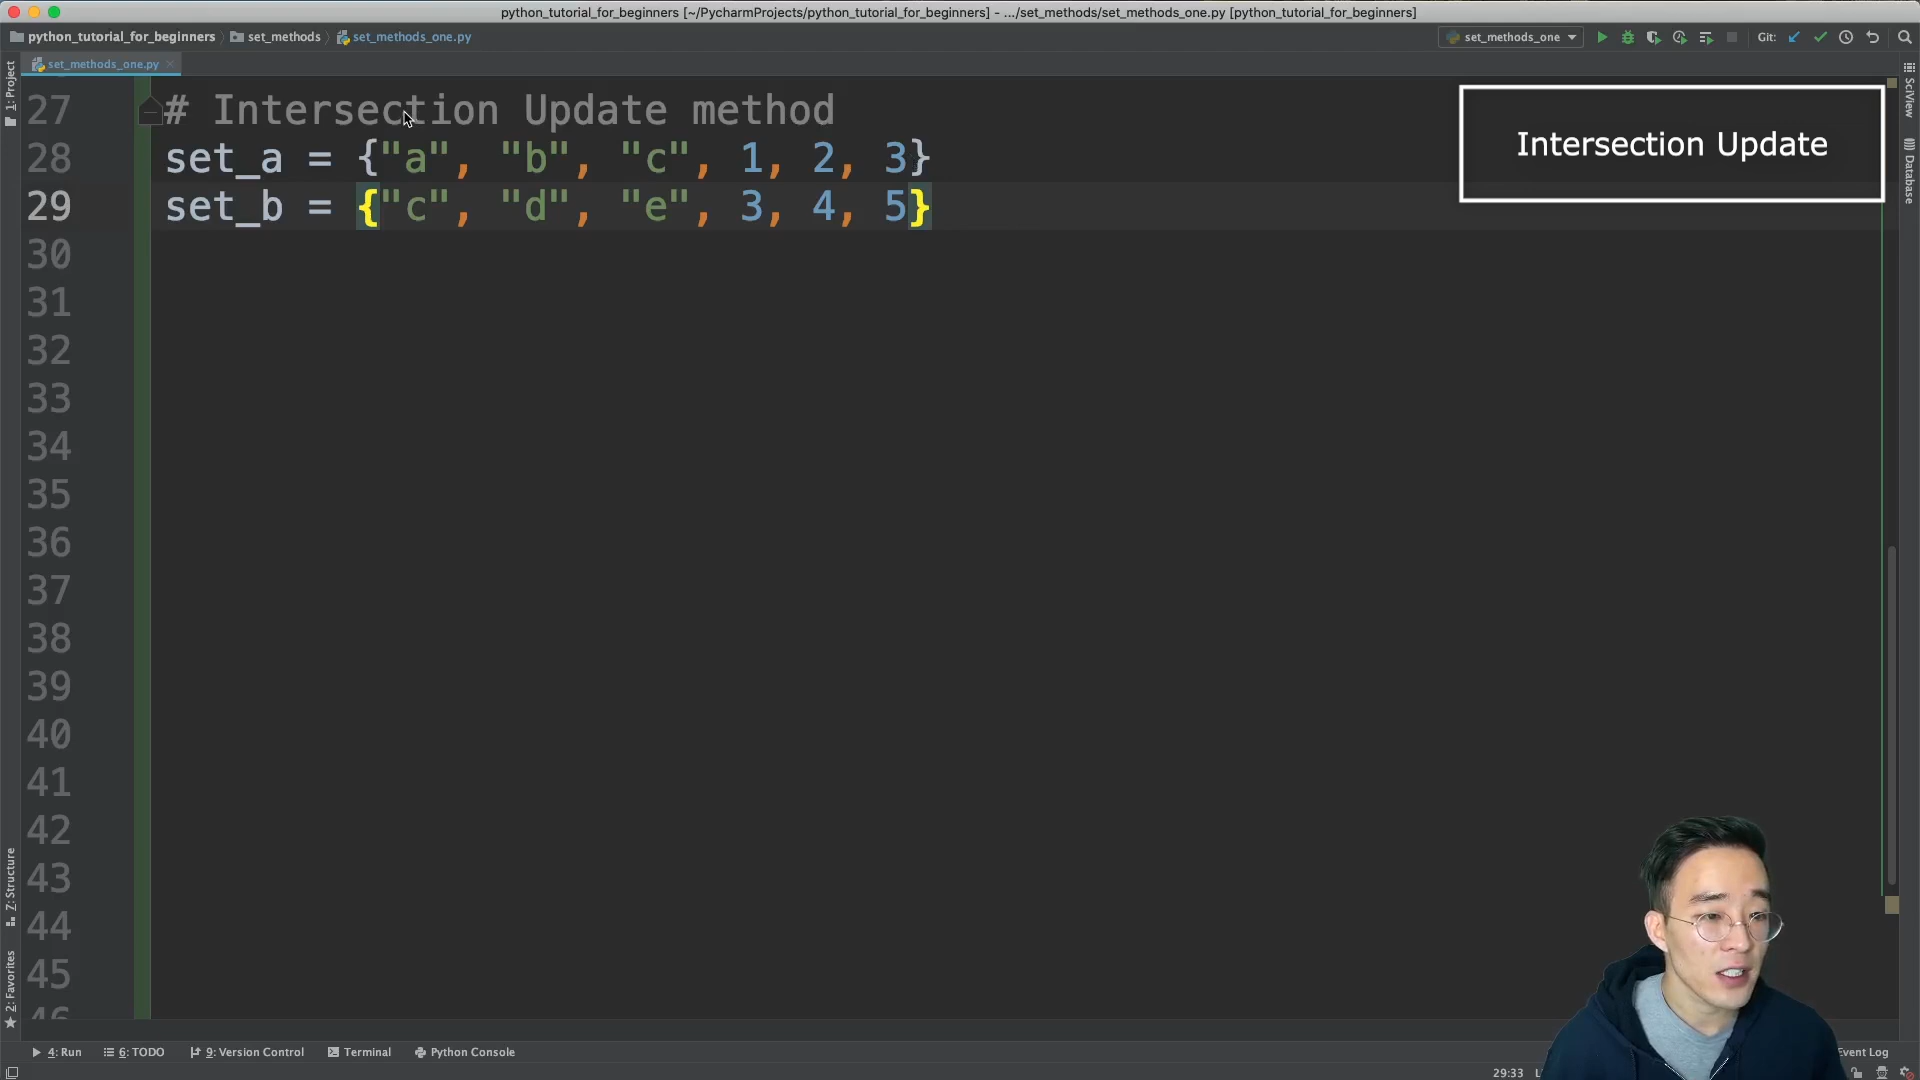 python_tutorial_for_beginners [~/PycharmProjects/python_tutorial_for_beginners] - .../set_methods/set_methods_one.py [python_tutorial_for_beginners]
python_tutorial_for_beginners set_methods set_methods_one.py
set_methods_one Git:
set_methods_one.py
1: Project
SciView
Database
Intersection Update
27 # Intersection Update method
28 set_a = {"a", "b", "c", 1, 2, 3}
29 set_b = {"c", "d", "e", 3, 4, 5}
30
31
32
33
34
35
36
37
38
39
40
41
42
43
44
45
46
Z: Structure
2: Favorites
4: Run 6: TODO 9: Version Control Terminal Python Console Event Log
29:33